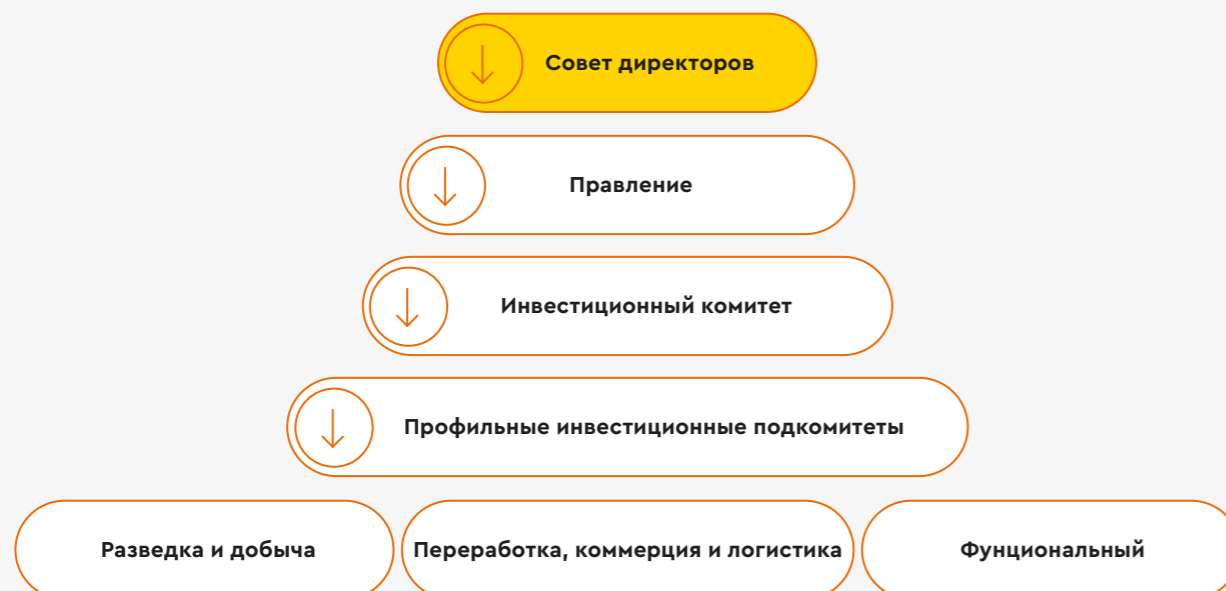 Совет директоров
Правление
Инвестиционный комитет
Профильные инвестиционные подкомитеты
Разведка и добыча
Переработка, коммерция и логистика
Фунциональный